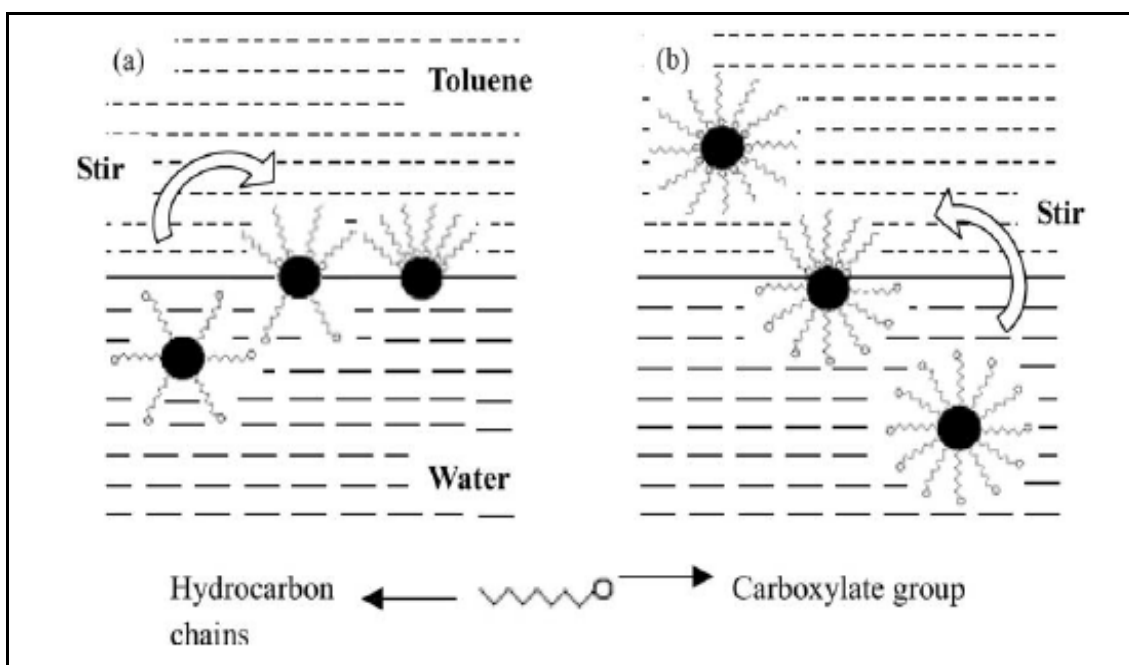 (a)
Toluene
Stir
Water
(b)
Stir
Hydrocarbon
chains
Carboxylate group